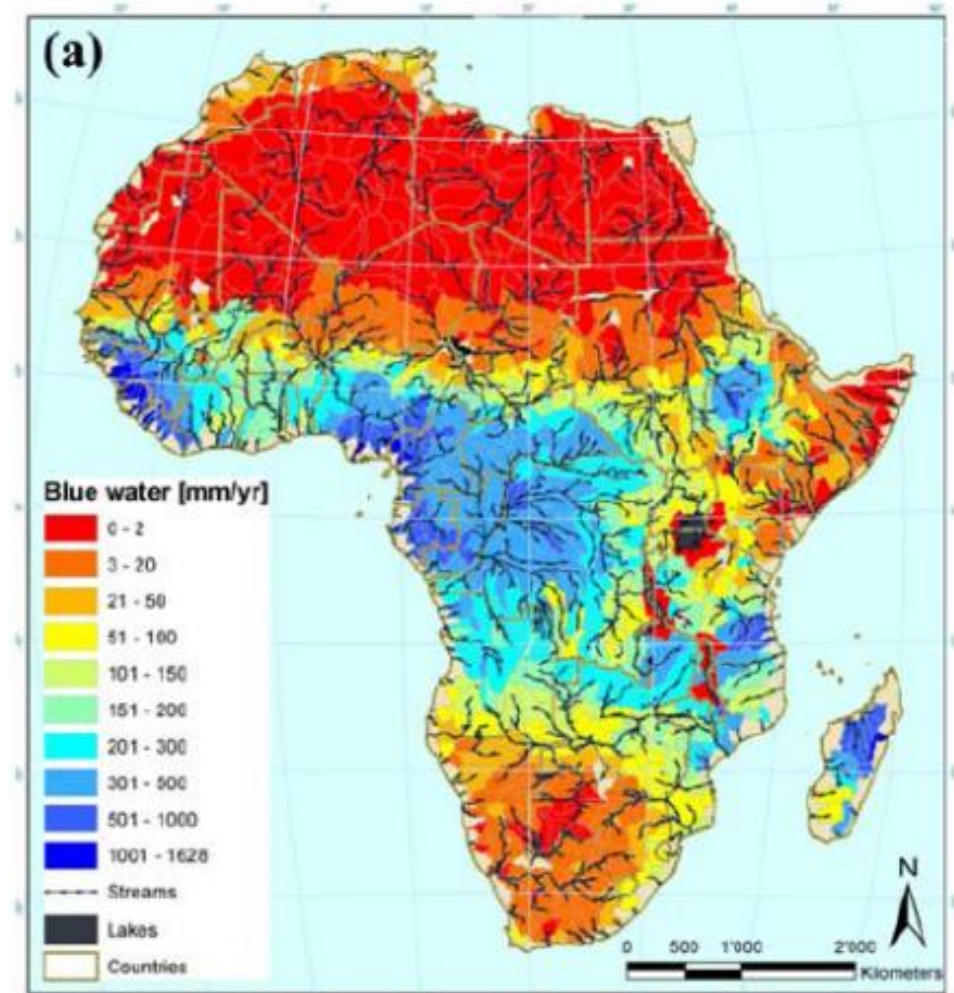 (a)
Blue water [mm/yr]
0 - 2
3 - 20
21 - 50
51 - 100
101 - 150
151 - 200
201 - 300
301 - 500
501 - 1000
1001 - 1628
Streams
Lakes
Countries
N
0 500 1'000 2'000
Kilometers